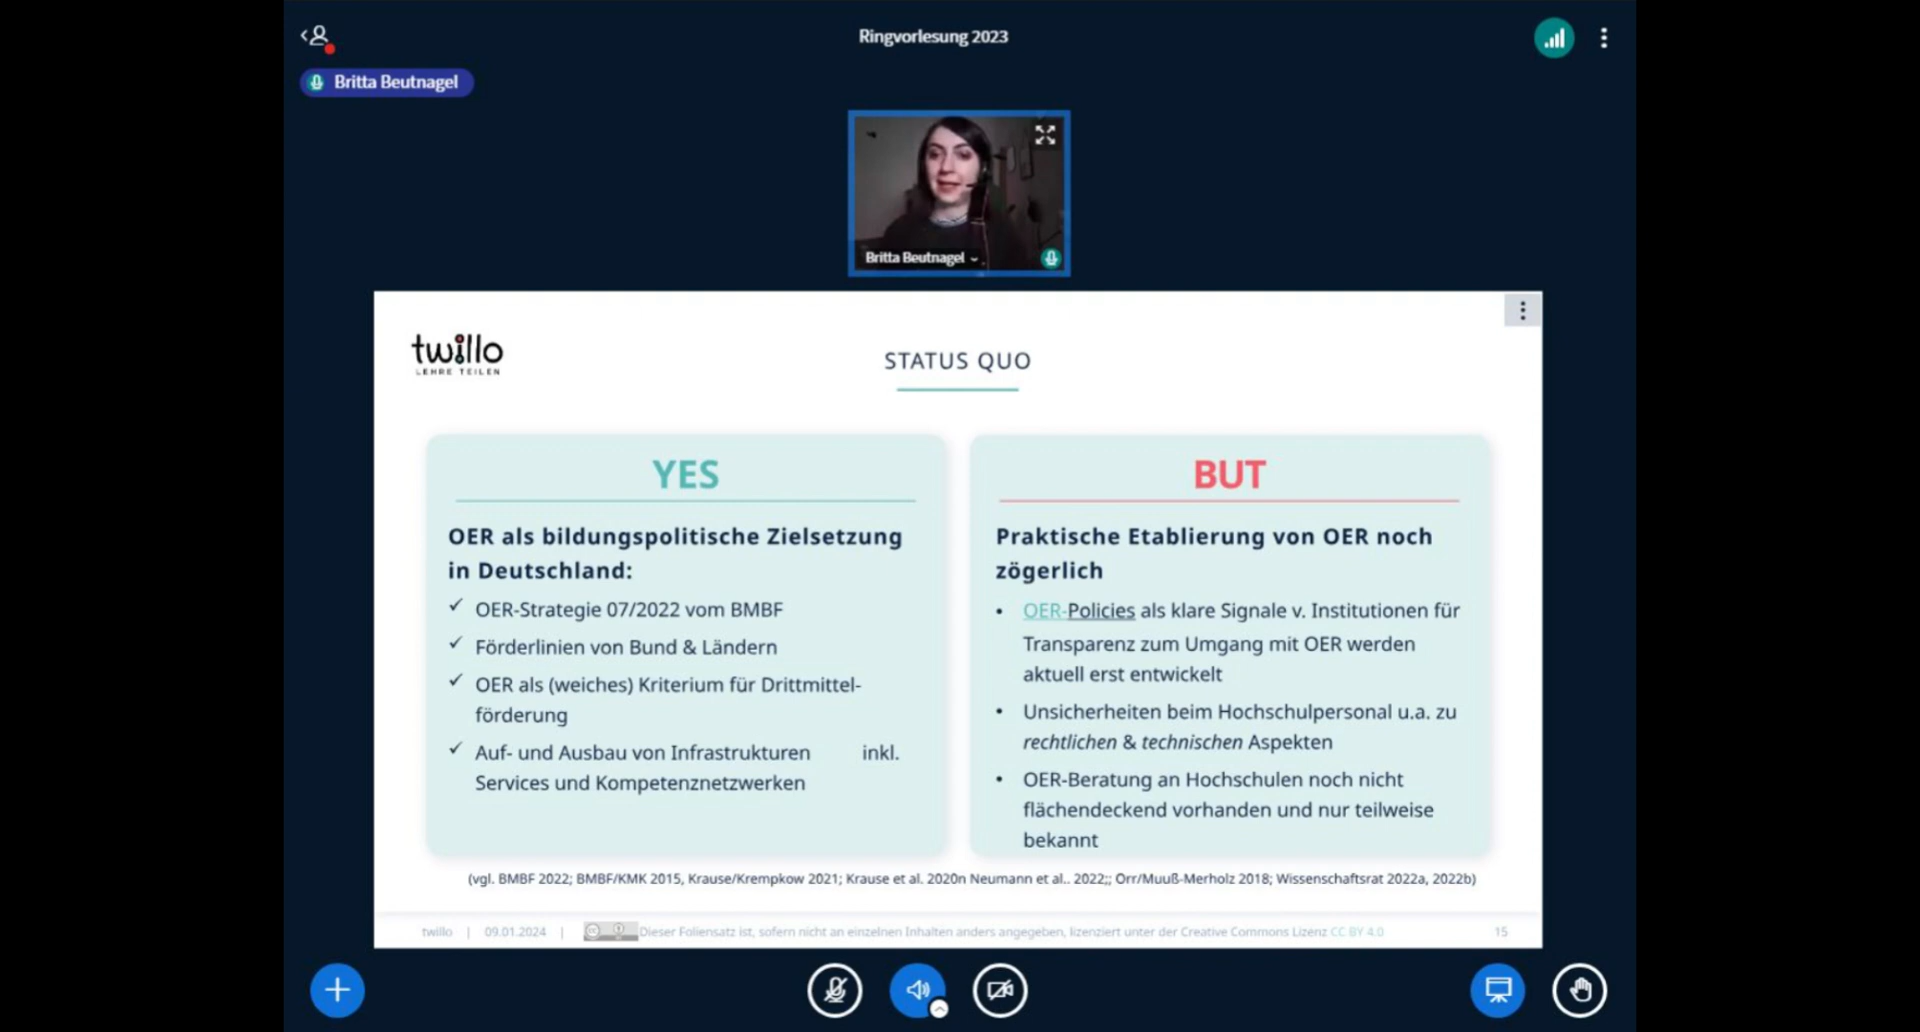 Ringvorlesung 2023
Britta Beutnagel
Britta Beutnagel
twillo
LEHRE TEILEN
STATUS QUO
YES
OER als bildungspolitische Zielsetzung
in Deutschland:
OER-Strategie 07/2022 vom BMBF
Förderlinien von Bund & Ländern
OER als (weiches) Kriterium für Drittmittel-
förderung
Auf- und Ausbau von Infrastrukturen inkl.
Services und Kompetenznetzwerken
BUT
Praktische Etablierung von OER noch
zögerlich
• OER-Policies als klare Signale v. Institutionen für
Transparenz zum Umgang mit OER werden
aktuell erst entwickelt
• Unsicherheiten beim Hochschulpersonal u.a. zu
rechtlichen & technischen Aspekten
• OER-Beratung an Hochschulen noch nicht
flächendeckend vorhanden und nur teilweise
bekannt
(vgl. BMBF 2022; BMBF/KMK 2015, Krause/Krempkow 2021; Krause et al. 2020n Neumann et al.. 2022;; Orr/Muuß-Merholz 2018; Wissenschaftsrat 2022a, 2022b)
twillo | 09.01.2024 | Dieser Foliensatz ist, sofern nicht an einzelnen Inhalten anders angegeben, lizenziert unter der Creative Commons Lizenz CC BY 4.0 15